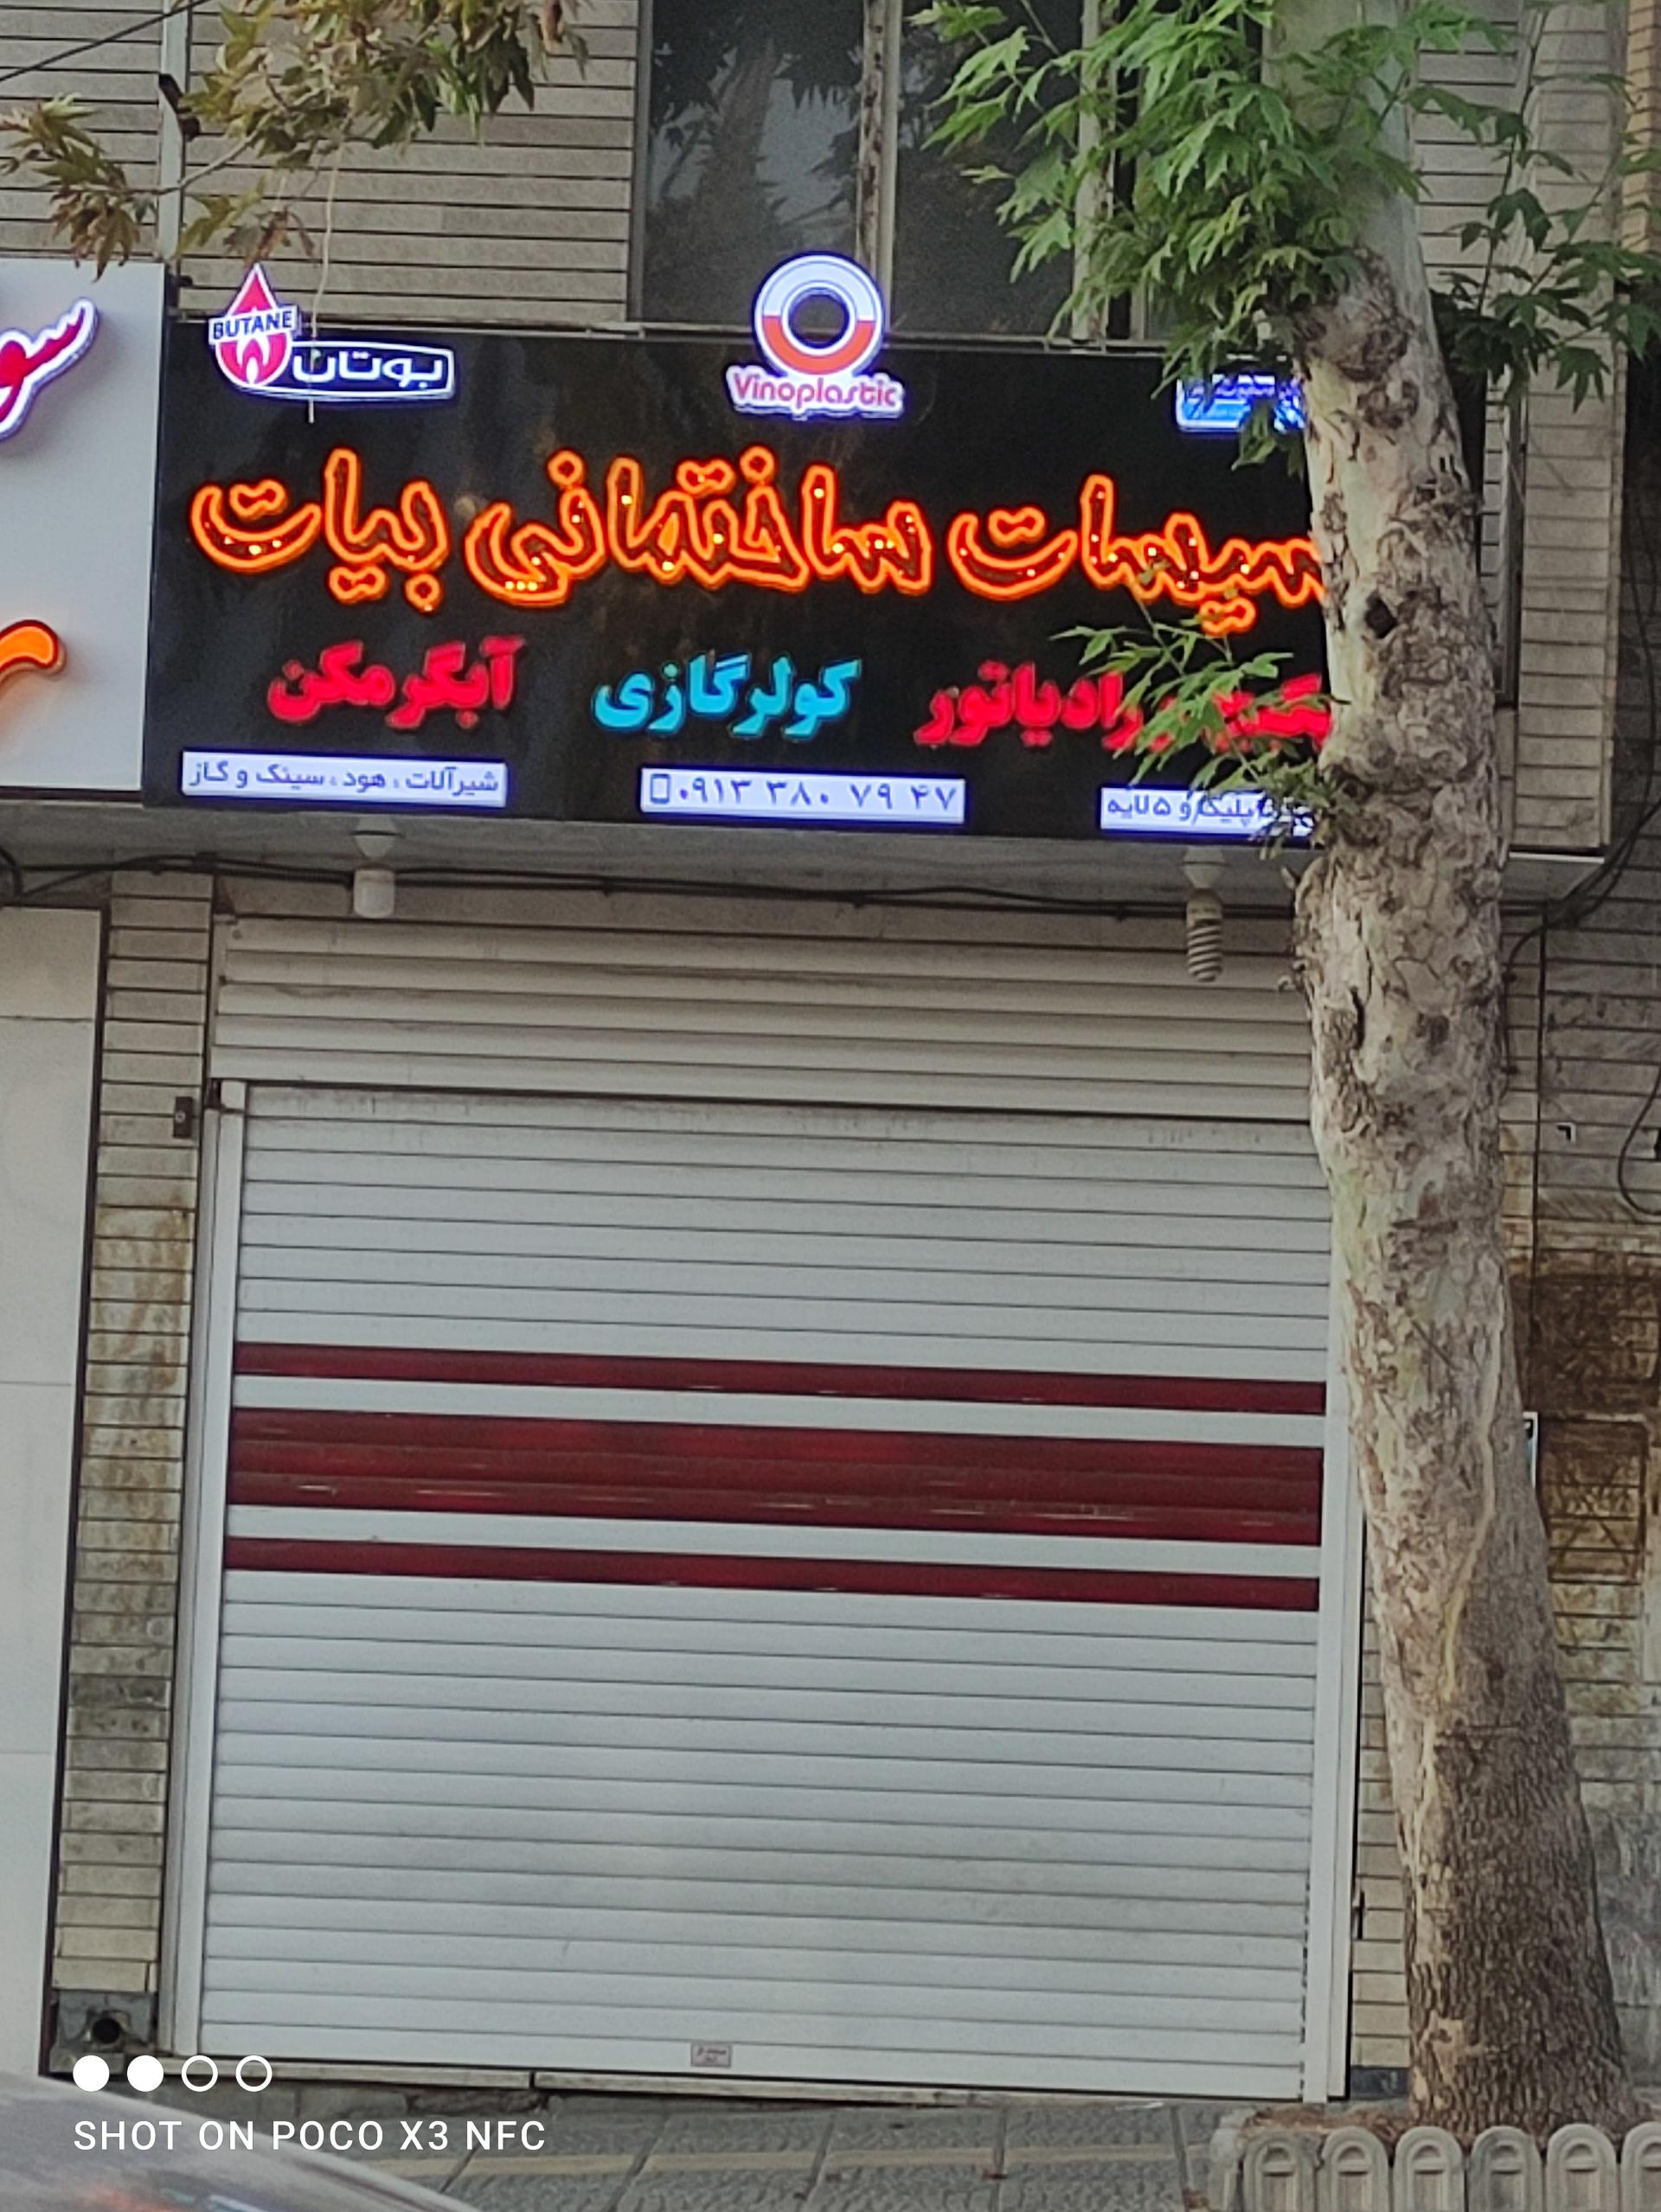 BUTANE
بوتان
Vinoplastic
سیسات ساختمانی بیات
رادیاتور
کولرگازی
آبگرمکن
پلیکا و ۵ لایه
۰۹۱۳ ۳۸۰ ۷۹ ۴۷
شیرآلات ، هود ، سینک و گاز
SHOT ON POCO X3 NFC